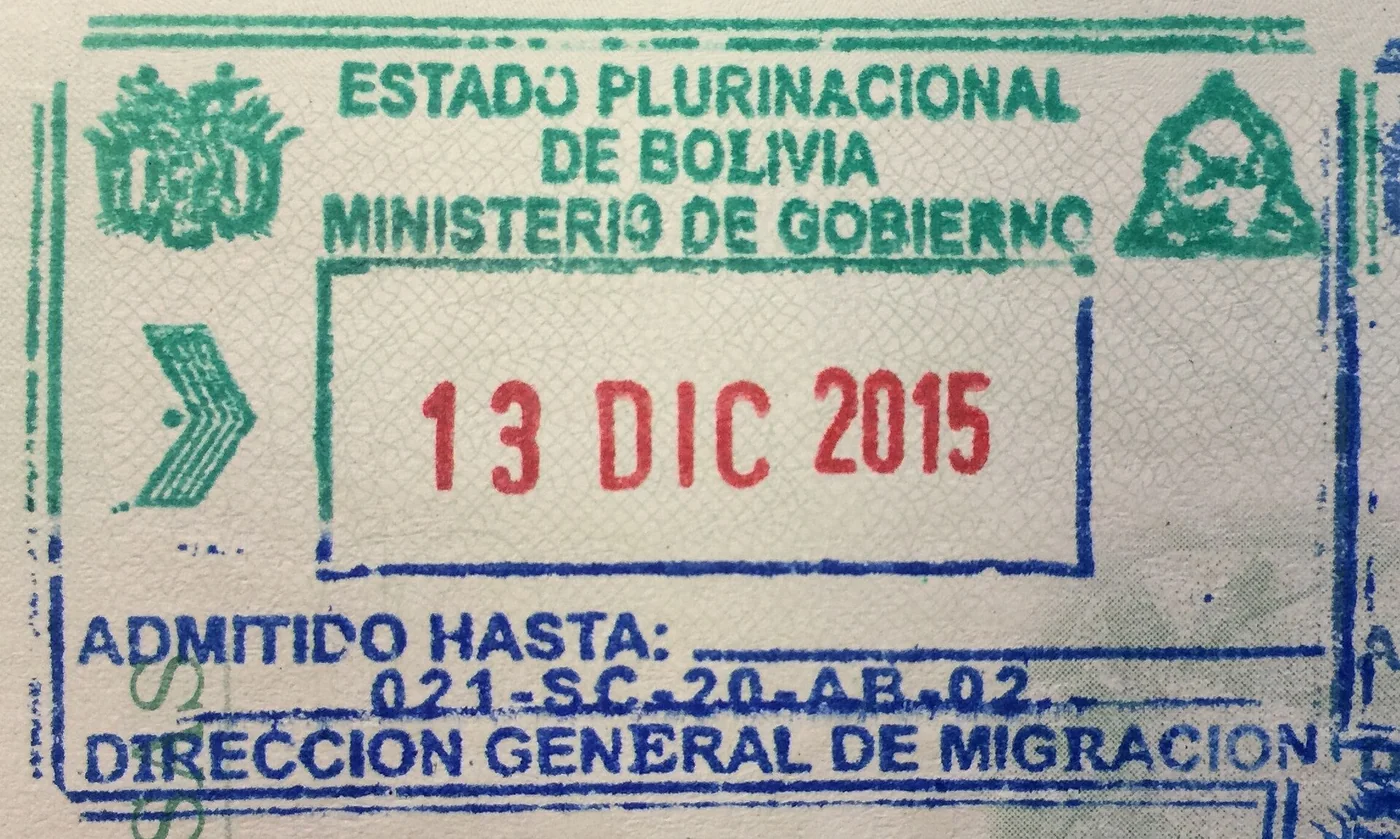 ESTADO PLURINACIONAL
DE BOLIVIA
MINISTERIO DE GOBIERNO
13 DIC 2015
ADMITIDO HASTA:
021-SC-20-AB-02
DIRECCION GENERAL DE MIGRACION